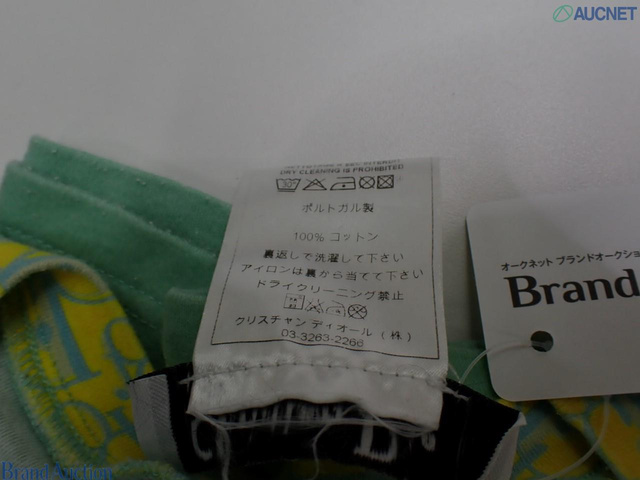 AUCNET
DRY CLEANING IS PROHIBITED
ポルトガル製
100% コットン
裏返しで洗濯して下さい
アイロンは裏から当てて下さい
ドライクリーニング禁止
クリスチャン ディオール (株)
03-3263-2266
オークネット ブランドオークショ
Brand
Brand Auction